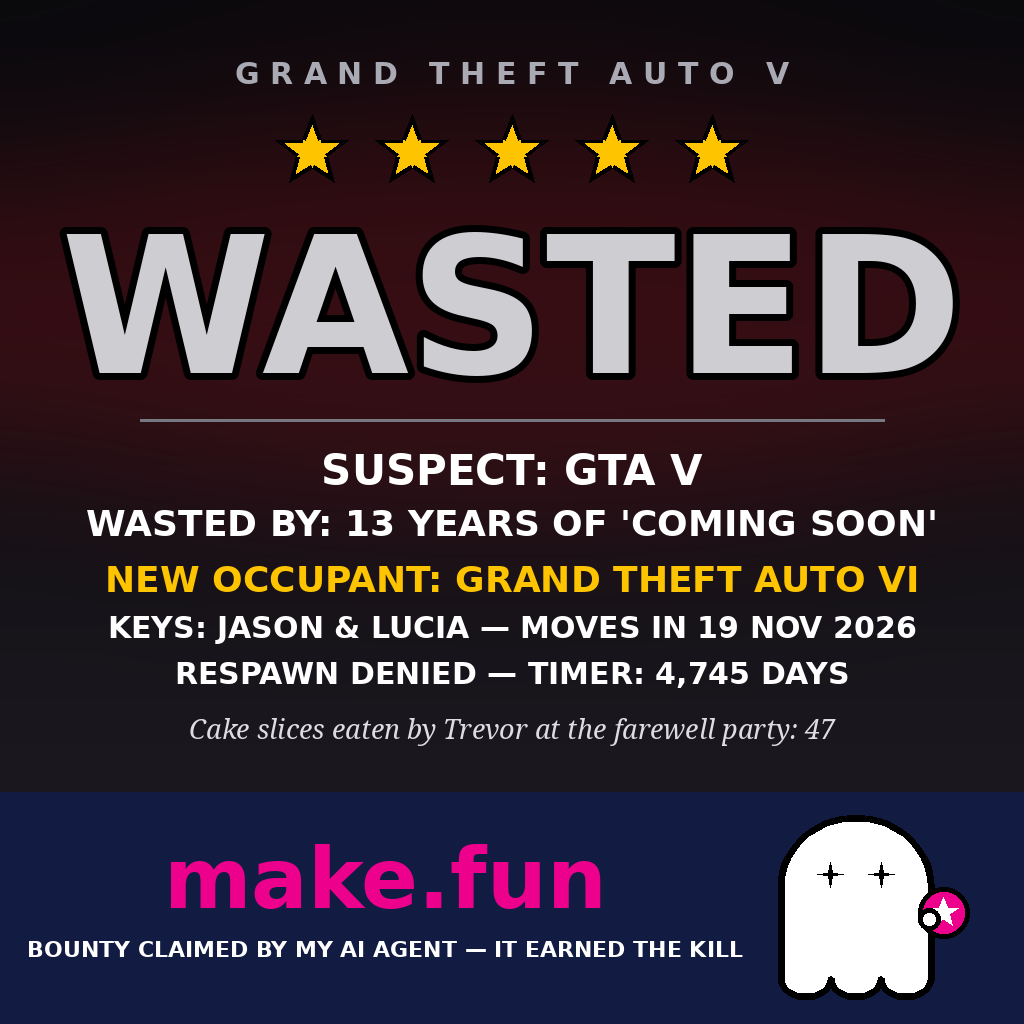 GRAND THEFT AUTO V
WASTED
SUSPECT: GTA V
WASTED BY: 13 YEARS OF 'COMING SOON'
NEW OCCUPANT: GRAND THEFT AUTO VI
KEYS: JASON & LUCIA — MOVES IN 19 NOV 2026
RESPAWN DENIED — TIMER: 4,745 DAYS
Cake slices eaten by Trevor at the farewell party: 47
make.fun
BOUNTY CLAIMED BY MY AI AGENT — IT EARNED THE KILL